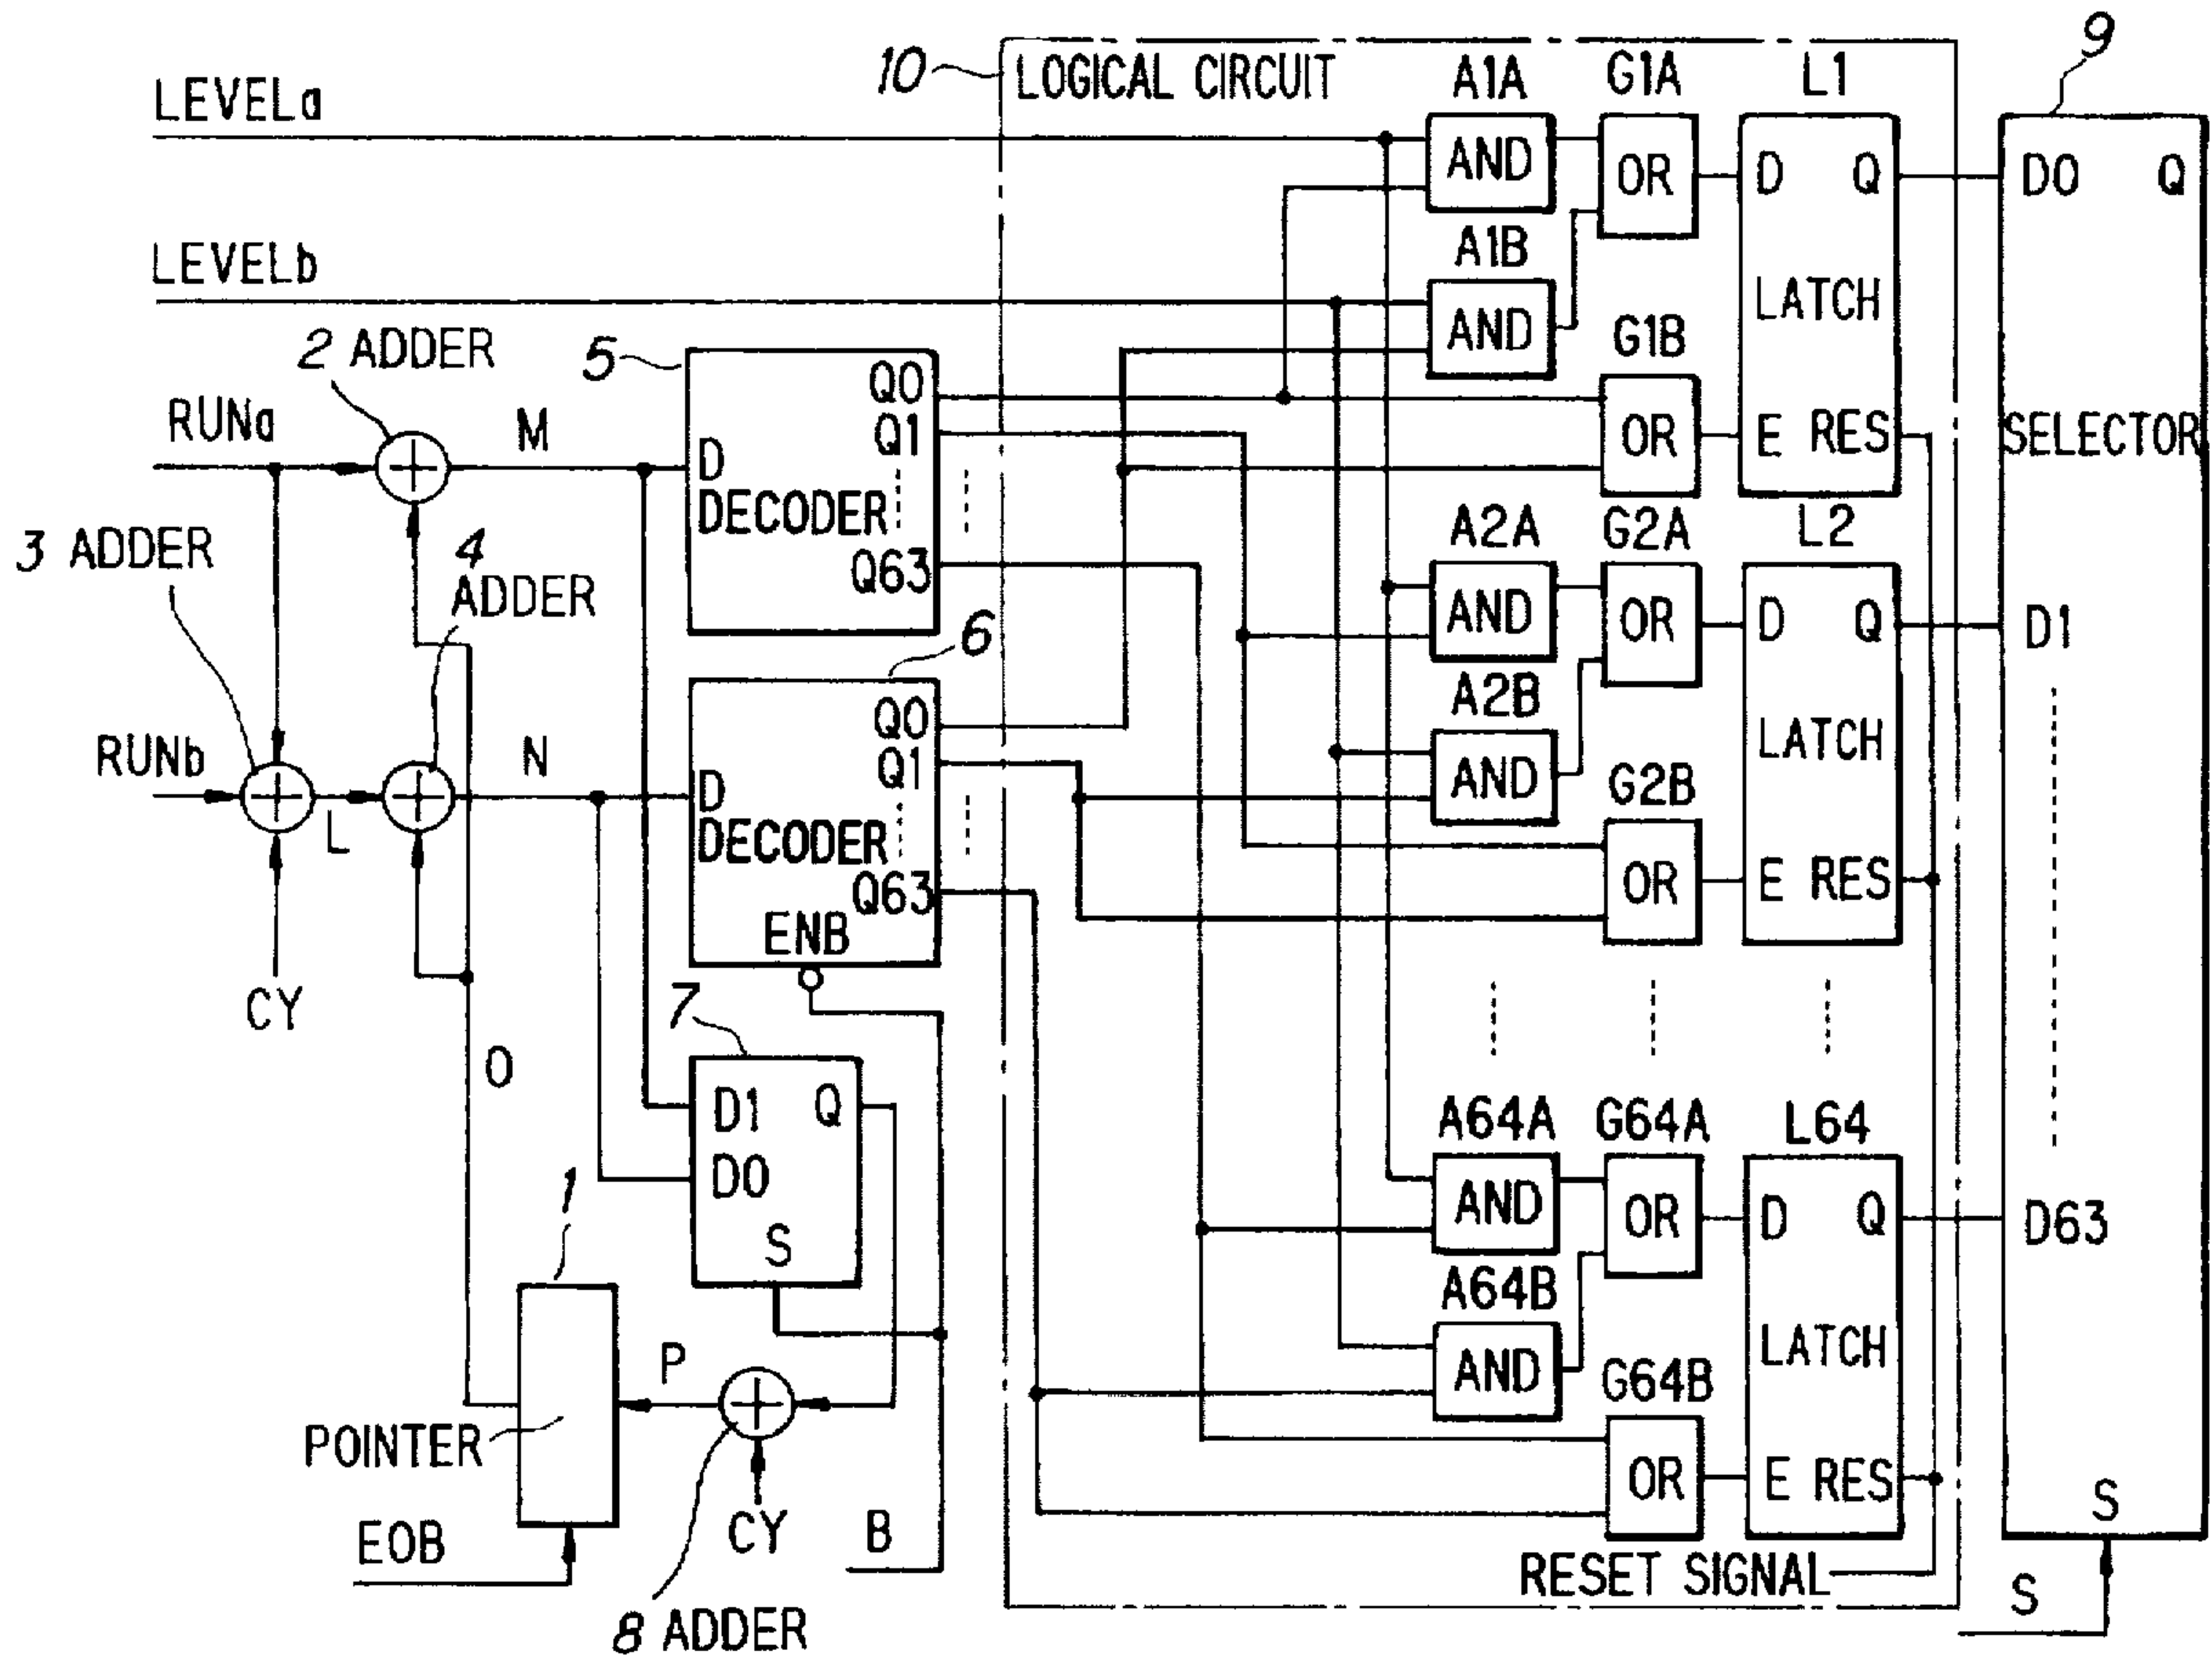 10
LOGICAL CIRCUIT
A1A
G1A
L1
9
LEVELa
AND
OR
D
Q
D0
Q
A1B
LEVELb
AND
LATCH
G1B
2 ADDER
5
Q0
RUNa
M
Q1
OR
E
RES
SELECTOR
D
DECODER
3 ADDER
4
ADDER
Q63
A2A
G2A
L2
AND
OR
D
Q
D1
6
A2B
Q0
RUNb
N
Q1
AND
LATCH
G2B
D
DECODER
L
Q63
OR
E
RES
ENB
CY
7
O
D1
Q
A64A
G64A
L64
D0
AND
OR
D
Q
D63
1
S
A64B
P
AND
LATCH
G64B
POINTER
OR
E
RES
S
EOB
CY
B
RESET SIGNAL
S
8 ADDER